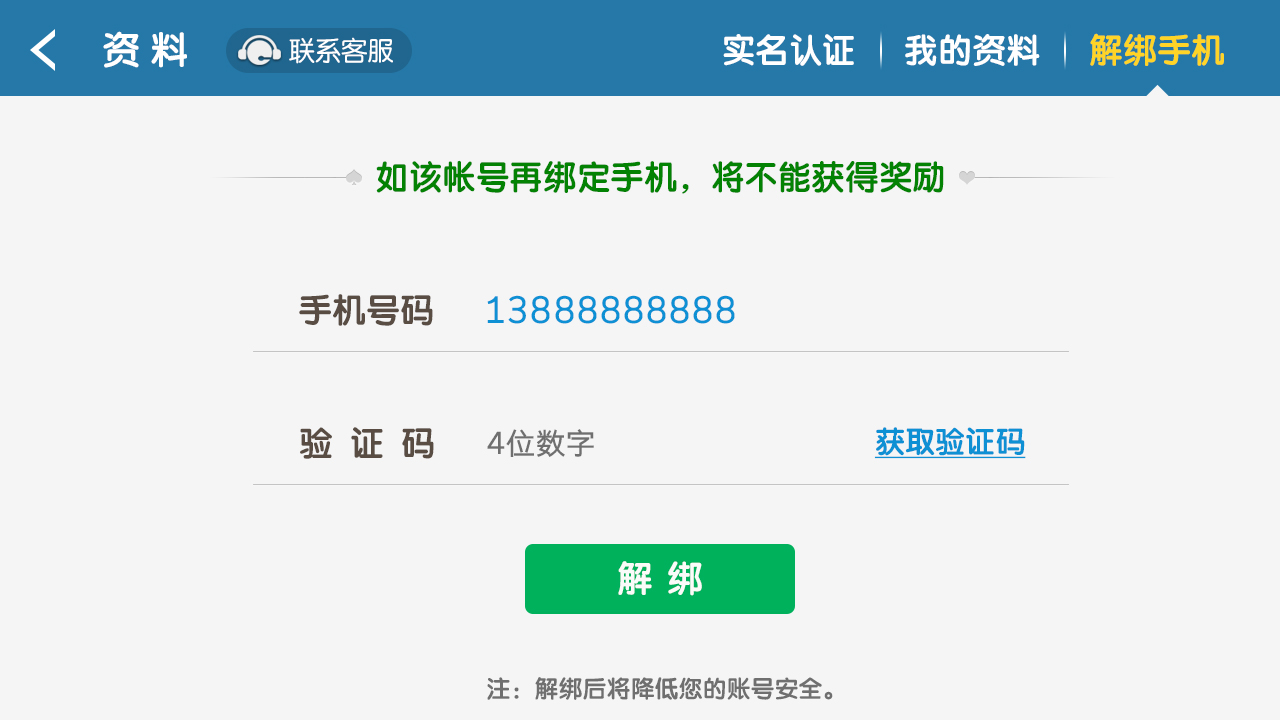 资 料 联系客服 实名认证 我的资料 解绑手机
如该帐号再绑定手机，将不能获得奖励
手机号码 13888888888
验 证 码 4位数字 获取验证码
解 绑
注：解绑后将降低您的账号安全。